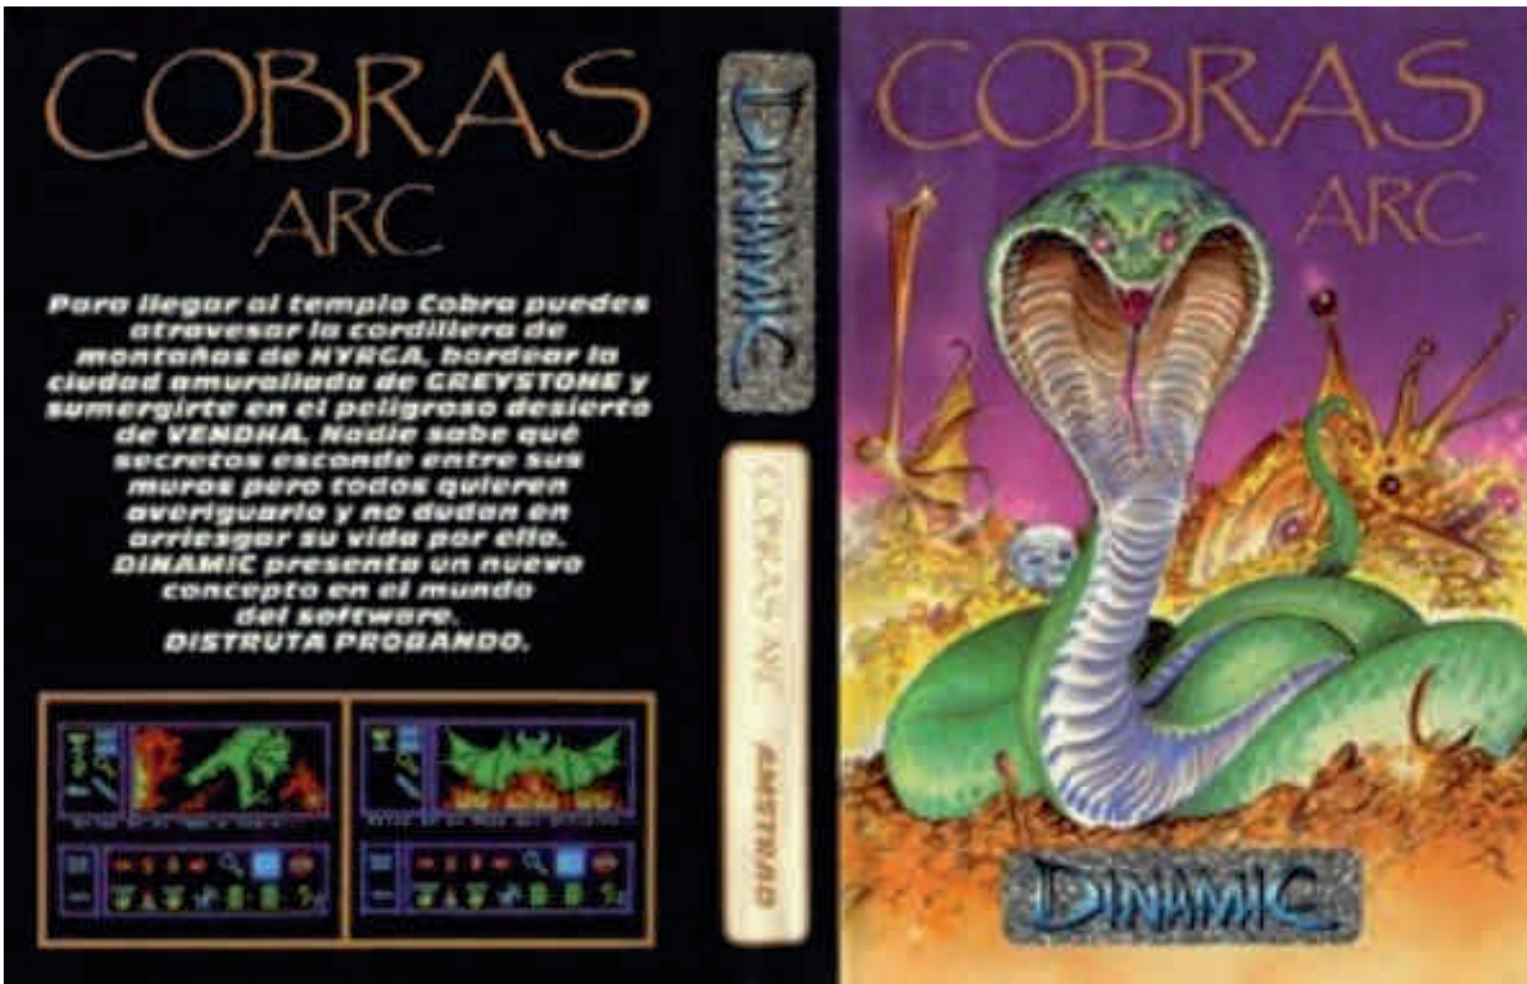 COBRAS
ARC
Para llegar al templo Cobra puedes
atravesar la cordillera de
montañas de NYRGA, bordear la
ciudad amurallada de GREYSTONE y
sumergirte en el peligroso desierto
de VENDHA. Nadie sabe qué
secretos esconde entre sus
muros pero todos quieren
averiguarlo y no dudan en
arriesgar su vida por ello.
DINAMIC presenta un nuevo
concepto en el mundo
del software.
DISTRUTA PROBANDO.
DINAMIC
COBRAS ARC
AMSTRAD
COBRAS
ARC
DINAMIC